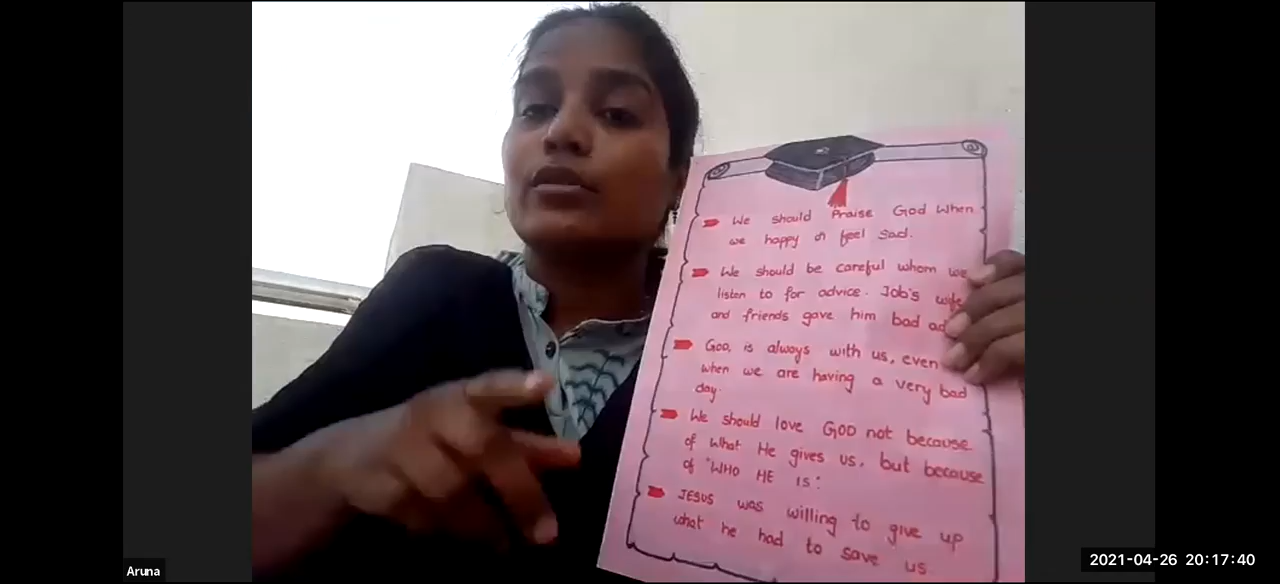 We should Praise God When
we happy or feel sad.
We should be careful whom we
listen to for advice. Job's wife
and friends gave him bad
GOD, is always with us, even
when we are having a very bad
day.
We should love GOD not because
of what He gives us, but because
of "WHO HE IS".
JESUS was willing to give up
what he had to save us.
Aruna
2021-04-26 20:17:40